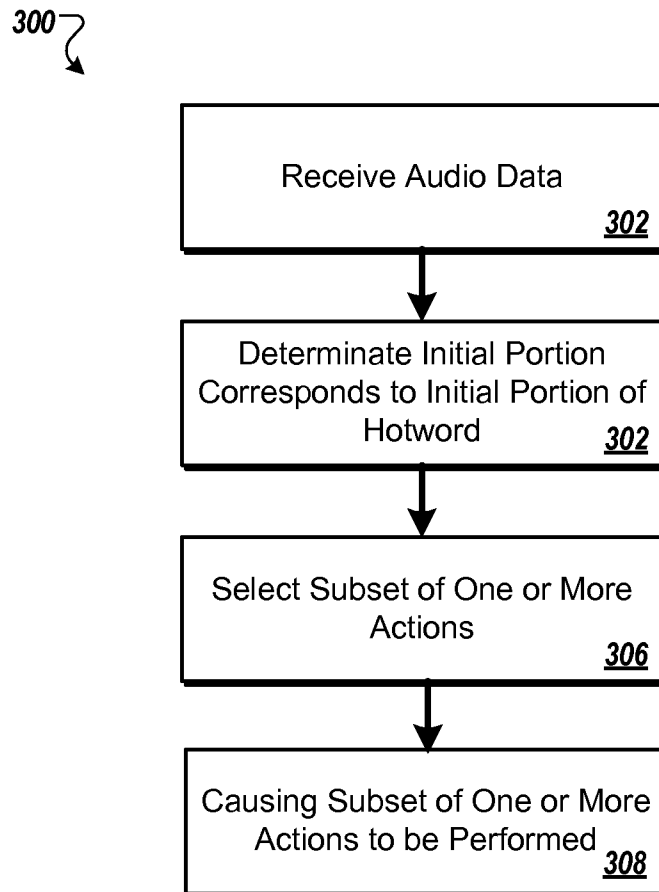 300
Receive Audio Data
302
Determinate Initial Portion
Corresponds to Initial Portion of
Hotword
302
Select Subset of One or More
Actions
306
Causing Subset of One or More
Actions to be Performed
308